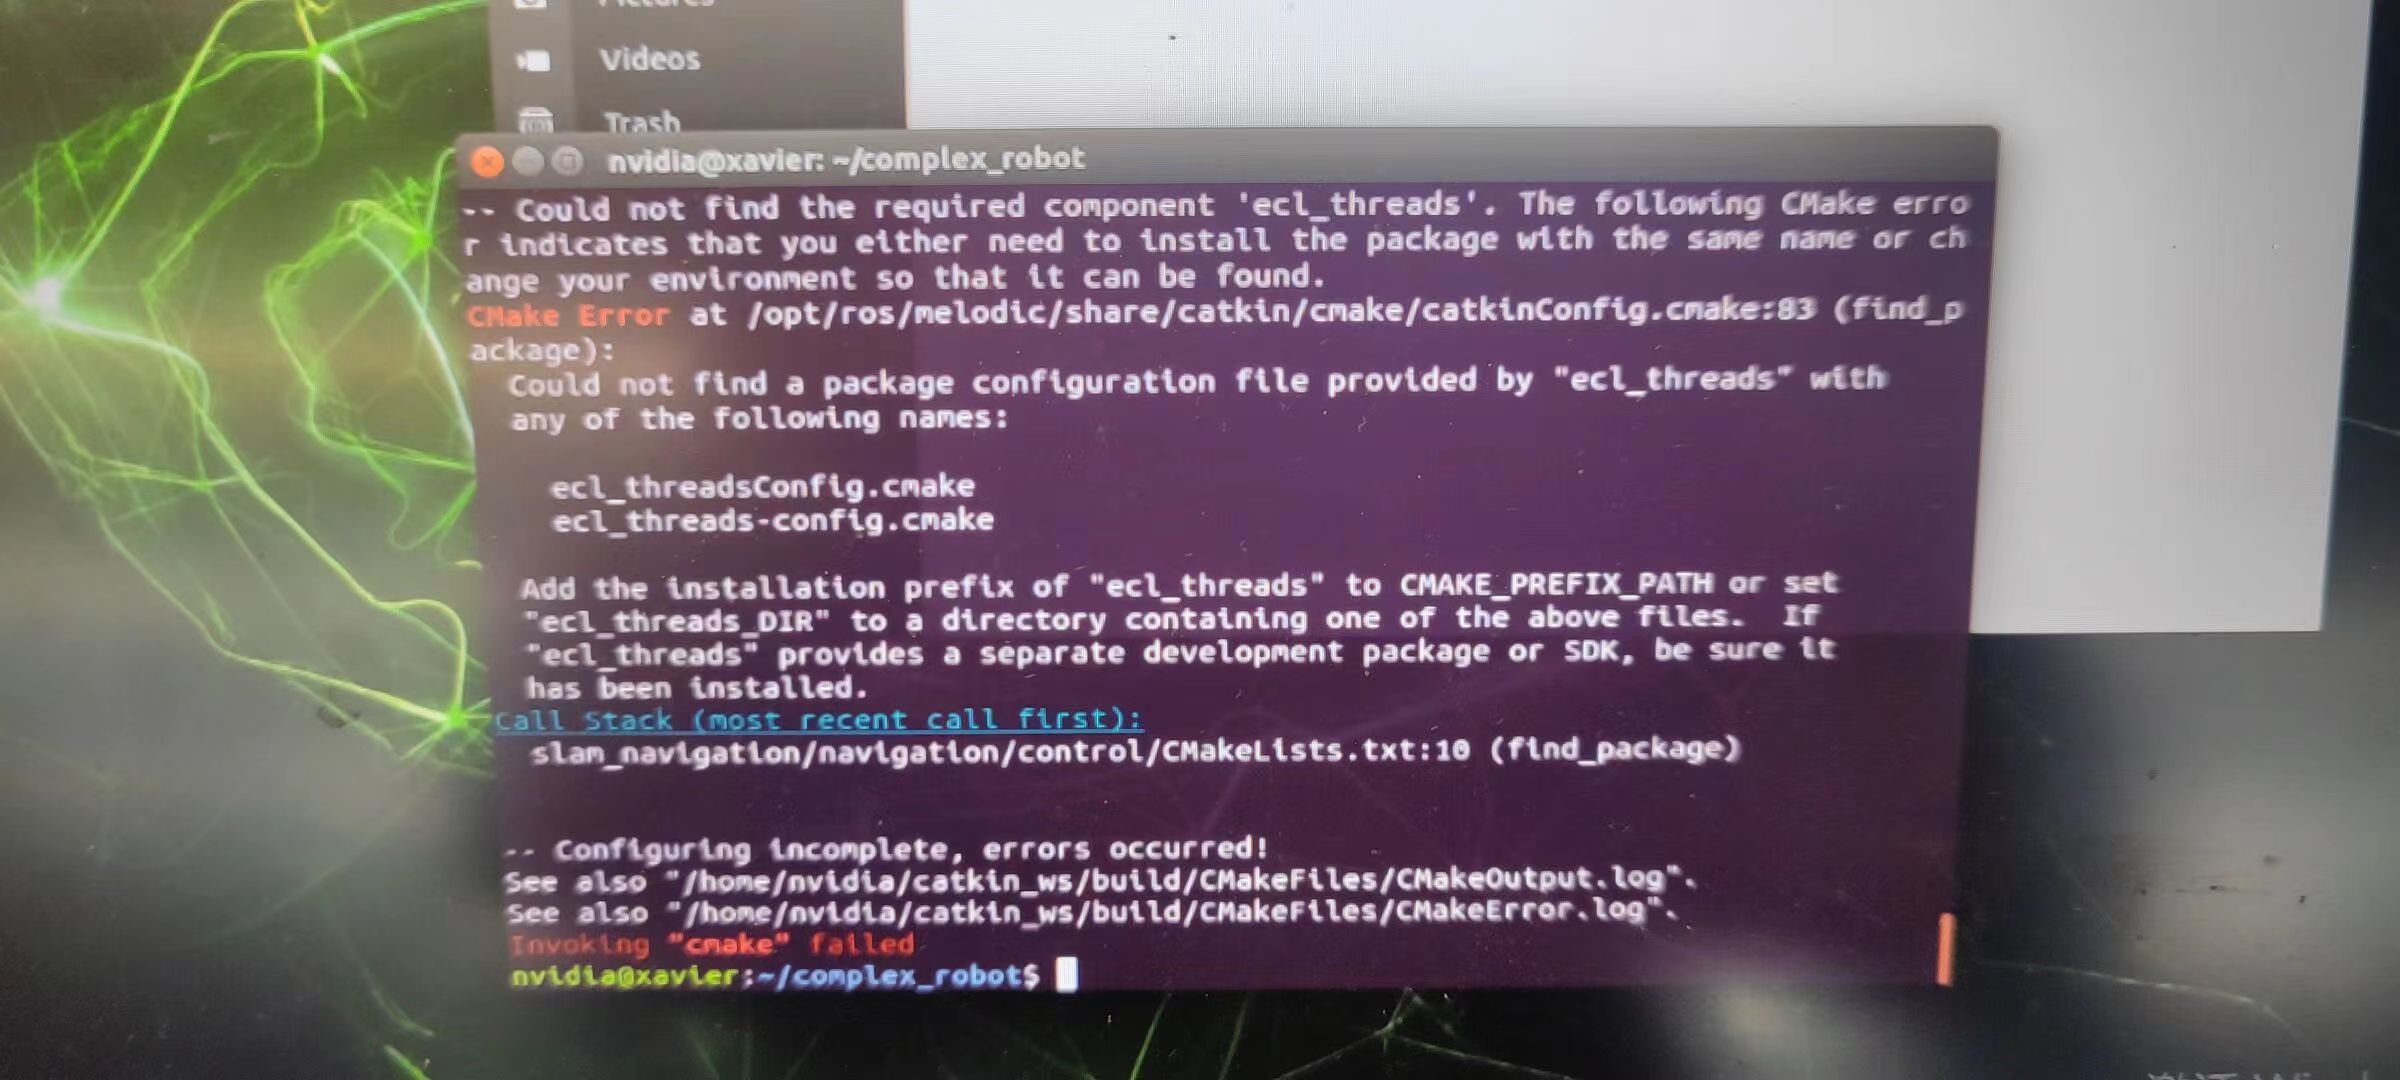 Pictures
Videos
Trash
nvidia@xavier: ~/complex_robot
-- Could not find the required component 'ecl_threads'. The following CMake erro
r indicates that you either need to install the package with the same name or ch
ange your environment so that it can be found.
CMake Error at /opt/ros/melodic/share/catkin/cmake/catkinConfig.cmake:83 (find_p
ackage):
Could not find a package configuration file provided by "ecl_threads" with
any of the following names:
ecl_threadsConfig.cmake
ecl_threads-config.cmake
Add the installation prefix of "ecl_threads" to CMAKE_PREFIX_PATH or set
"ecl_threads_DIR" to a directory containing one of the above files.  If
"ecl_threads" provides a separate development package or SDK, be sure it
has been installed.
Call Stack (most recent call first):
slam_navigation/navigation/control/CMakeLists.txt:10 (find_package)
-- Configuring incomplete, errors occurred!
See also "/home/nvidia/catkin_ws/build/CMakeFiles/CMakeOutput.log".
See also "/home/nvidia/catkin_ws/build/CMakeFiles/CMakeError.log".
Invoking "cmake" failed
nvidia@xavier:~/complex_robot$